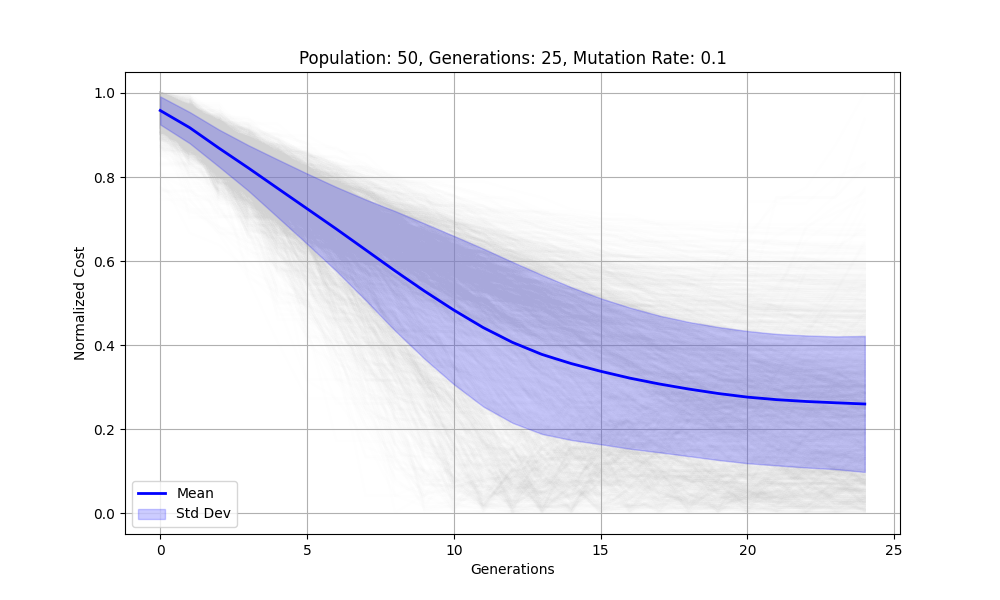 Population: 50, Generations: 25, Mutation Rate: 0.1
Normalized Cost
1.0
0.8
0.6
0.4
0.2
0.0
Mean
Std Dev
0 5 10 15 20 25
Generations